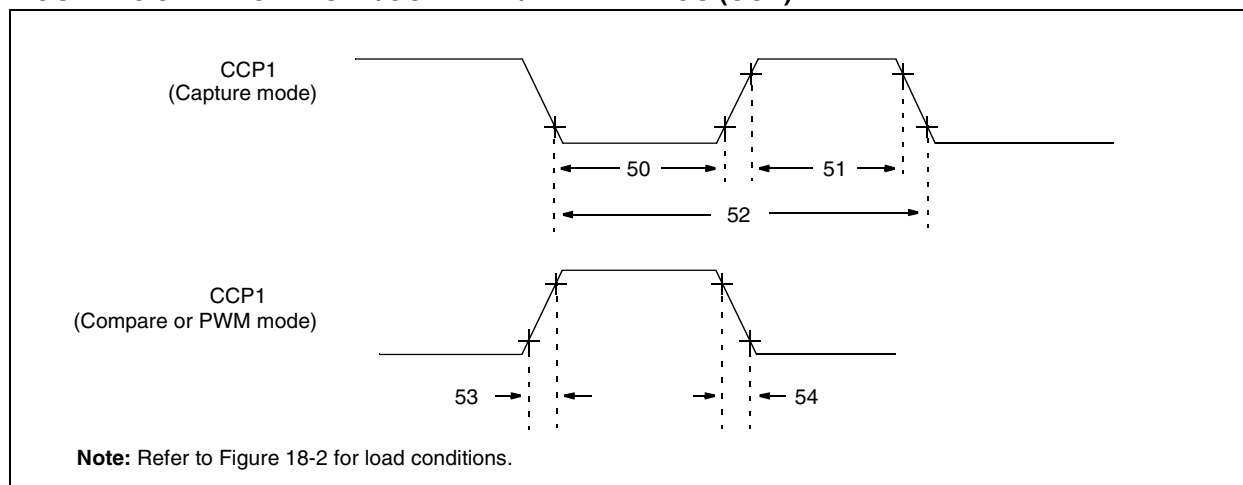 CCP1
(Capture mode)
50
51
52
CCP1
(Compare or PWM mode)
53
54
Note: Refer to Figure 18-2 for load conditions.